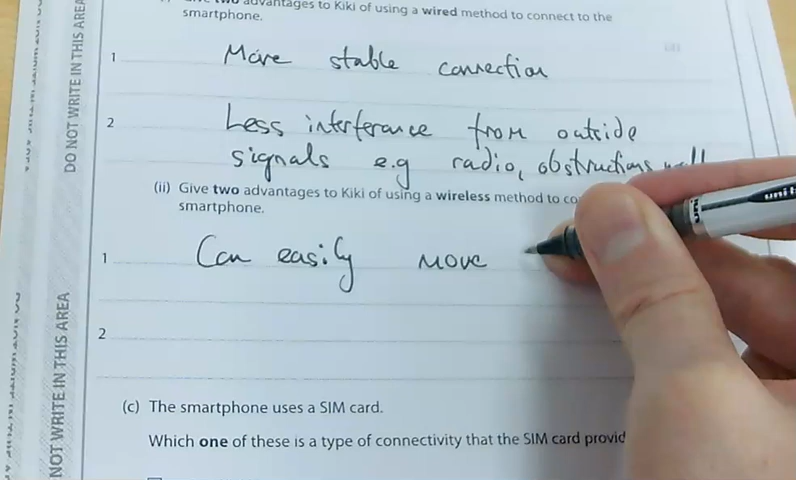 two advantages to Kiki of using a wired method to connect to the
smartphone.
1 More stable connection
2 Less interferance from outside
signals e.g radio, obstructions
(ii) Give two advantages to Kiki of using a wireless method to
smartphone.
1 Can easily move
2
(c) The smartphone uses a SIM card.
Which one of these is a type of connectivity that the SIM card
DO NOT WRITE IN THIS AREA
NOT WRITE IN THIS AREA
uni